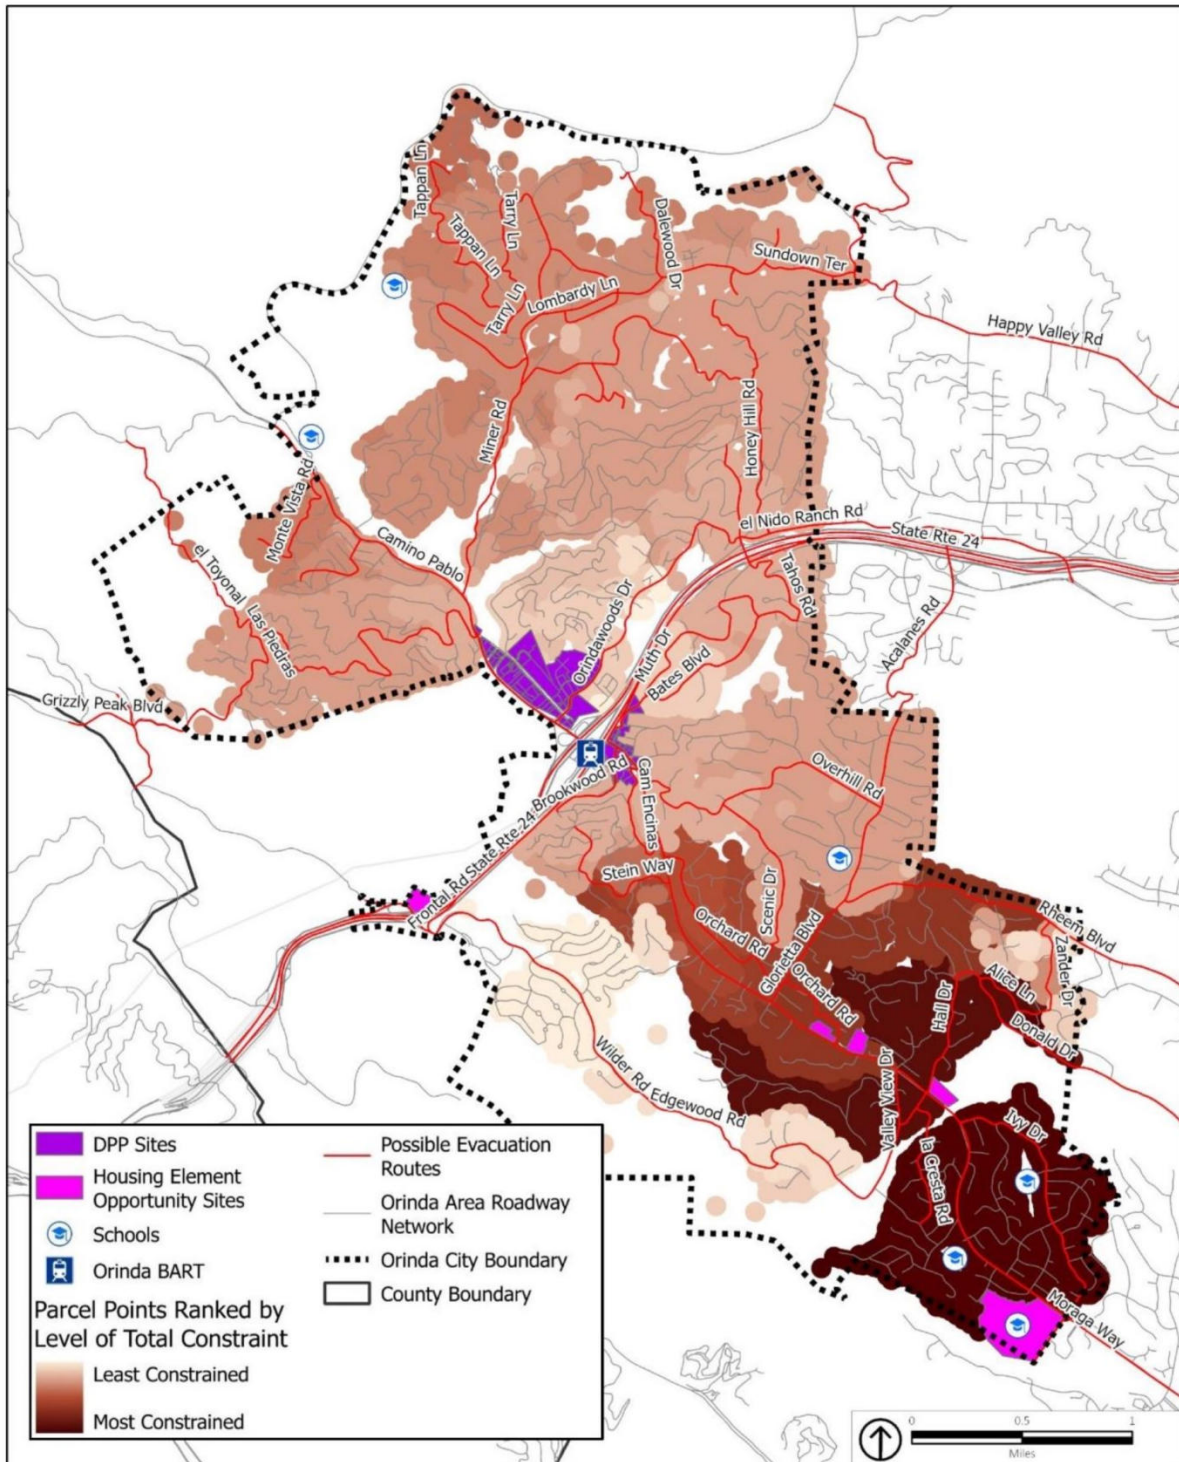 Tappan Ln
Tarry Ln
Dalewood Dr
Tappan Ln
Sundown Ter
Tarry Ln
Lombardy Ln
Happy Valley Rd
Miner Rd
Honey Hill Rd
Monte Vista Rd
el Nido Ranch Rd
State Rte 24
Camino Pablo
el Toyonal
Tahos Rd
Orindawoods Dr
Las Piedras
Acalanes Rd
Muth Dr
Bates Blvd
Grizzly Peak Blvd
Overhill Rd
Brookwood Rd
Cam Encinas
State Rte 24
Stein Way
Frontal Rd
Scenic Dr
Orchard Rd
Glorietta Blvd
Rheem Blvd
Zander Dr
Alice Ln
Orchard Rd
Hall Dr
Donald Dr
Wilder Rd
Edgewood Rd
Valley View Dr
Ivy Dr
la Cresta Rd
Moraga Way
DPP Sites
Housing Element
Opportunity Sites
Schools
Orinda BART
Parcel Points Ranked by
Level of Total Constraint
Least Constrained
Most Constrained
Possible Evacuation
Routes
Orinda Area Roadway
Network
Orinda City Boundary
County Boundary
0 0.5 1
Miles